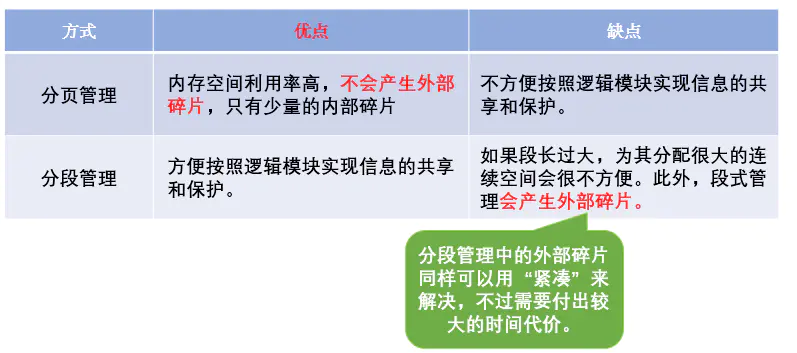 方式
优点
缺点
分页管理
内存空间利用率高，不会产生外部
碎片，只有少量的内部碎片
不方便按照逻辑模块实现信息的共
享和保护。
分段管理
方便按照逻辑模块实现信息的共享
和保护。
如果段长过大，为其分配很大的连
续空间会很不方便。此外，段式管
理会产生外部碎片。
分段管理中的外部碎片
同样可以用“紧凑”来
解决，不过需要付出较
大的时间代价。